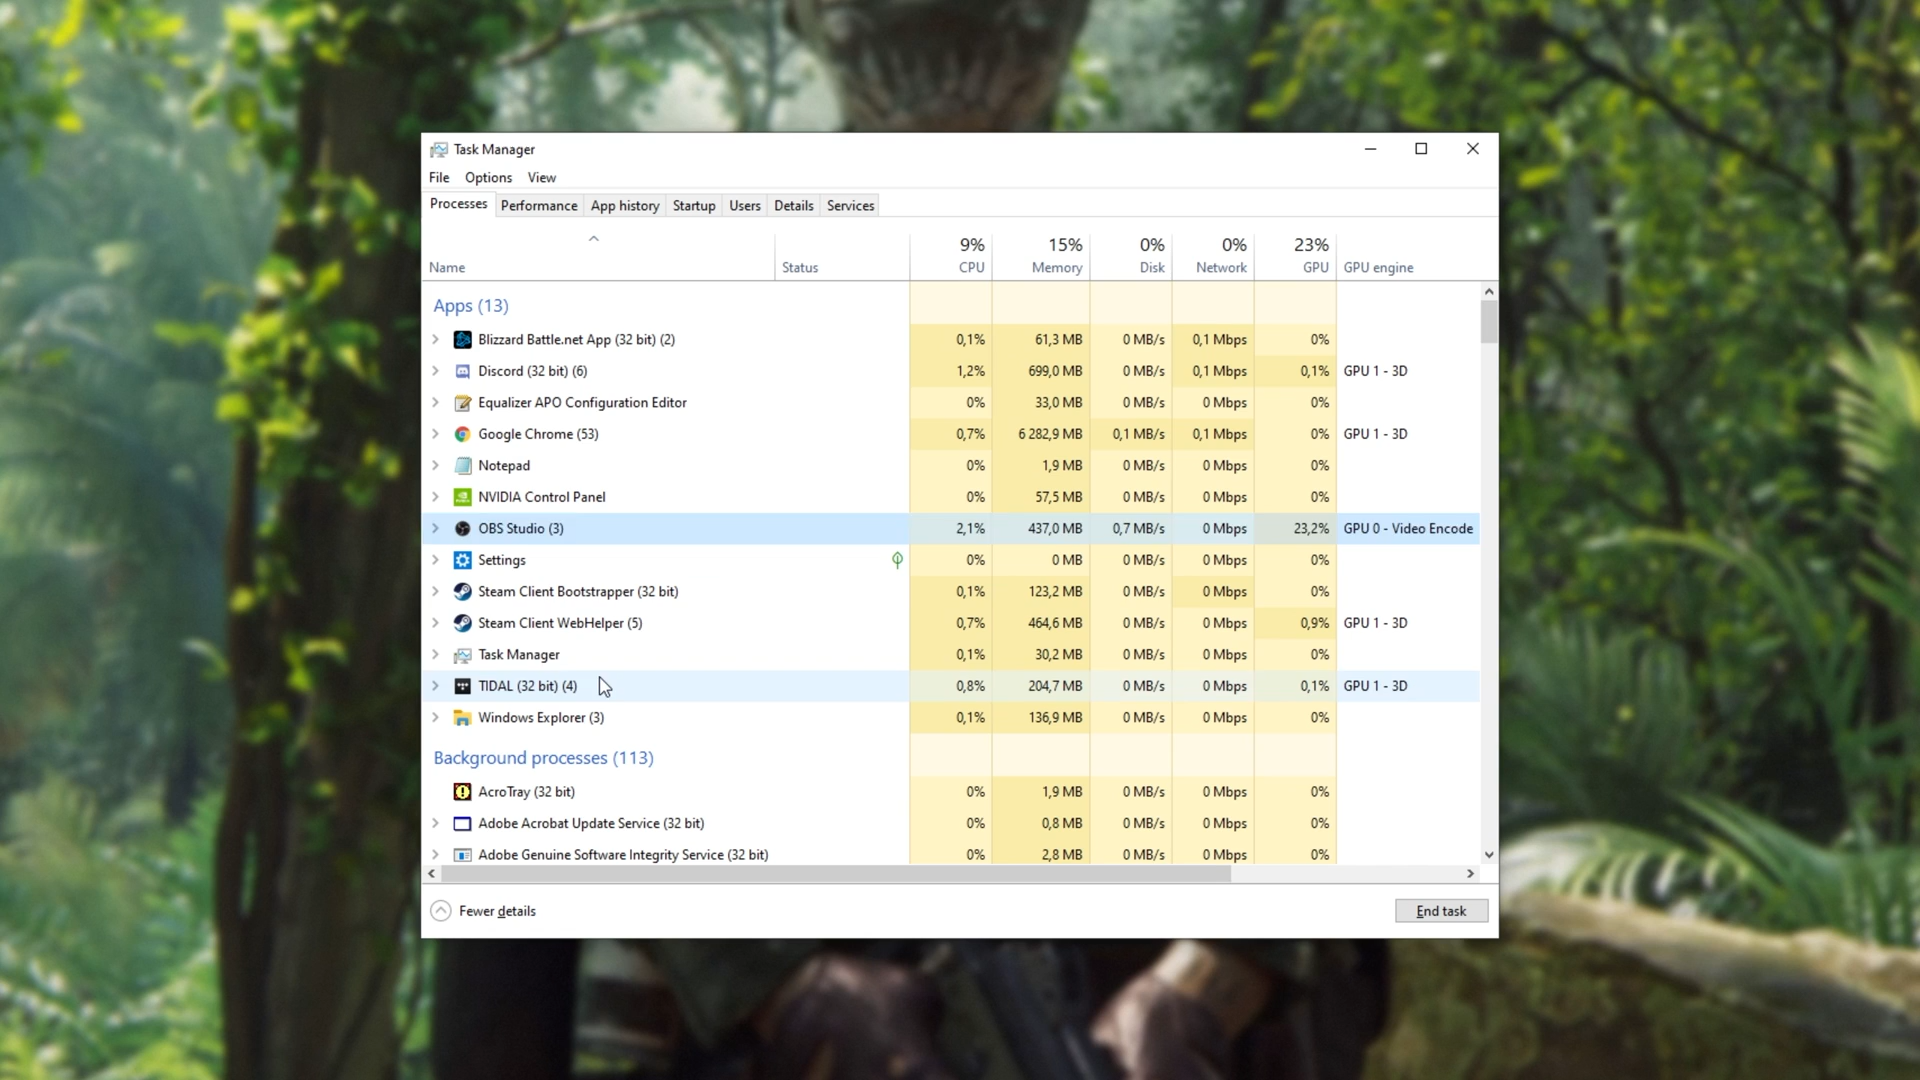 Task Manager
File Options View
Processes Performance App history Startup Users Details Services
9% 15% 0% 0% 23%
Name Status CPU Memory Disk Network GPU GPU engine
Apps (13)
Blizzard Battle.net App (32 bit) (2) 0,1% 61,3 MB 0 MB/s 0,1 Mbps 0%
Discord (32 bit) (6) 1,2% 699,0 MB 0 MB/s 0,1 Mbps 0,1% GPU 1 - 3D
Equalizer APO Configuration Editor 0% 33,0 MB 0 MB/s 0 Mbps 0%
Google Chrome (53) 0,7% 6 282,9 MB 0,1 MB/s 0,1 Mbps 0% GPU 1 - 3D
Notepad 0% 1,9 MB 0 MB/s 0 Mbps 0%
NVIDIA Control Panel 0% 57,5 MB 0 MB/s 0 Mbps 0%
OBS Studio (3) 2,1% 437,0 MB 0,7 MB/s 0 Mbps 23,2% GPU 0 - Video Encode
Settings 0% 0 MB 0 MB/s 0 Mbps 0%
Steam Client Bootstrapper (32 bit) 0,1% 123,2 MB 0 MB/s 0 Mbps 0%
Steam Client WebHelper (5) 0,7% 464,6 MB 0 MB/s 0 Mbps 0,9% GPU 1 - 3D
Task Manager 0,1% 30,2 MB 0 MB/s 0 Mbps 0%
TIDAL (32 bit) (4) 0,8% 204,7 MB 0 MB/s 0 Mbps 0,1% GPU 1 - 3D
Windows Explorer (3) 0,1% 136,9 MB 0 MB/s 0 Mbps 0%
Background processes (113)
AcroTray (32 bit) 0% 1,9 MB 0 MB/s 0 Mbps 0%
Adobe Acrobat Update Service (32 bit) 0% 0,8 MB 0 MB/s 0 Mbps 0%
Adobe Genuine Software Integrity Service (32 bit) 0% 2,8 MB 0 MB/s 0 Mbps 0%
Fewer details End task